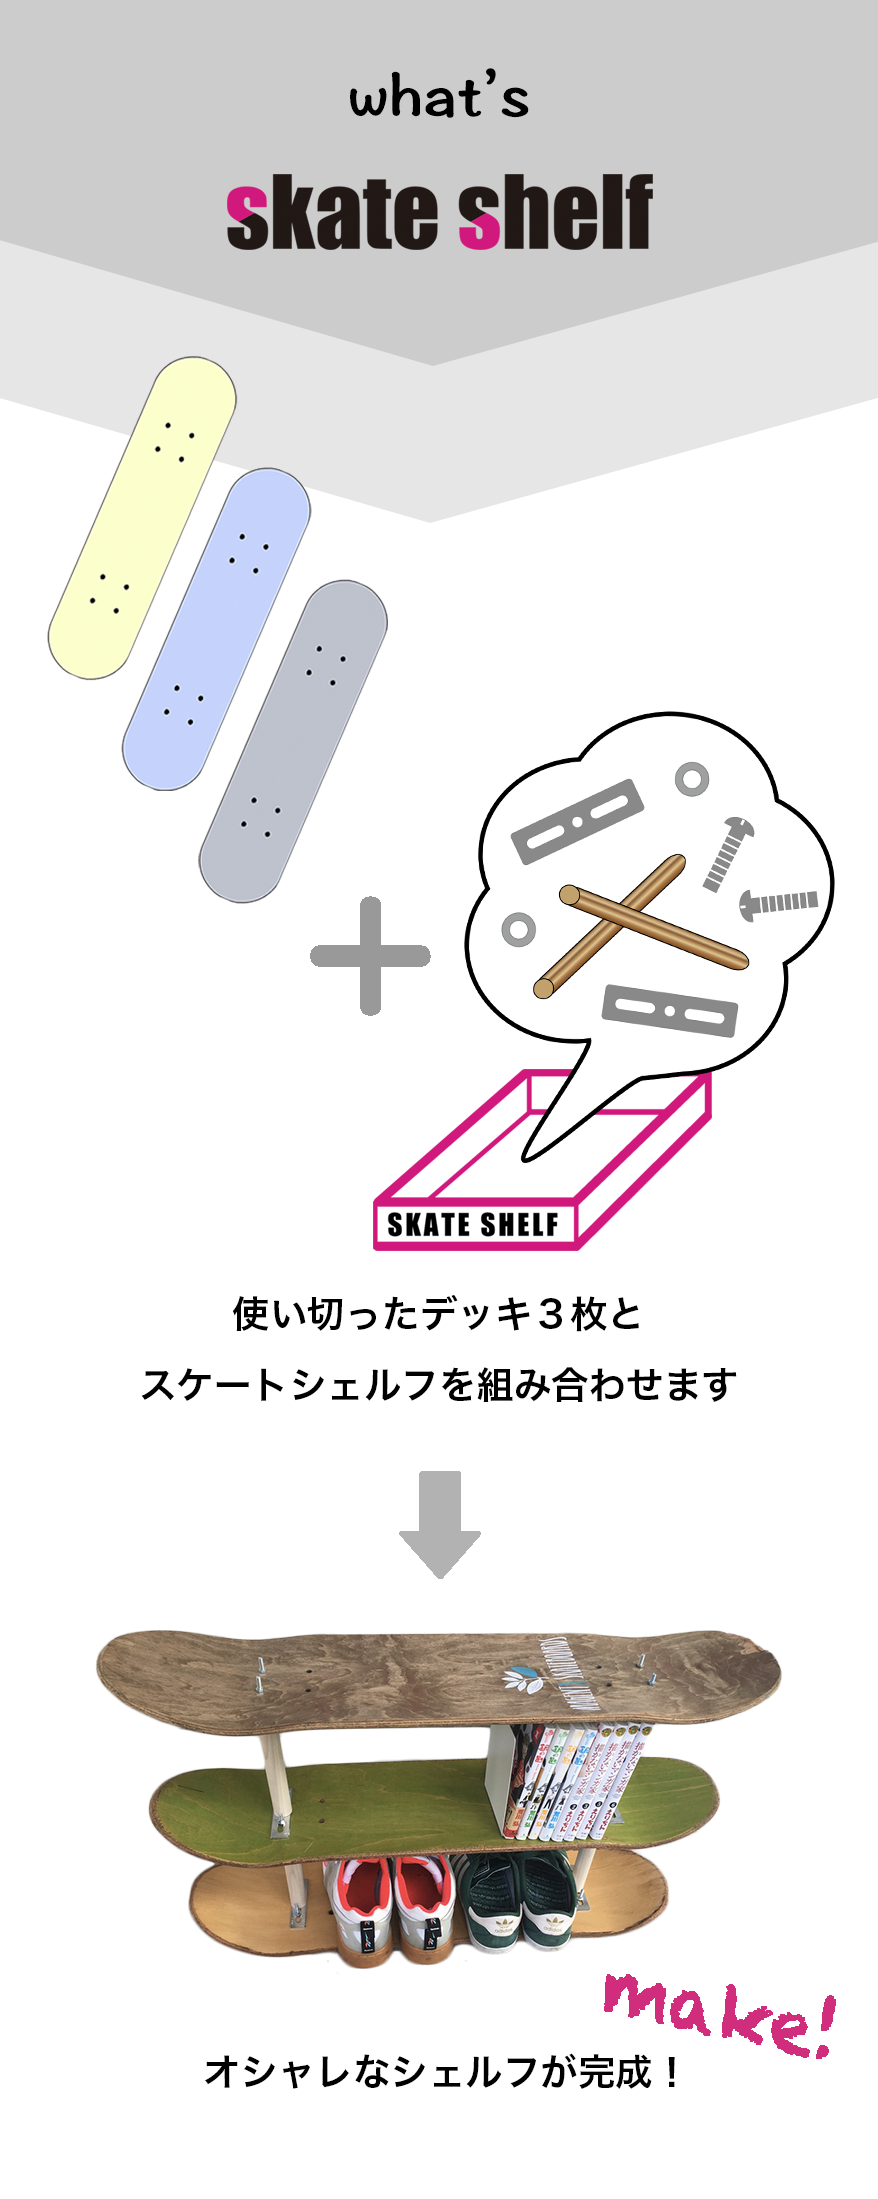 what's
skate shelf
SKATE SHELF
使い切ったデッキ３枚と
スケートシェルフを組み合わせます
make!
オシャレなシェルフが完成！